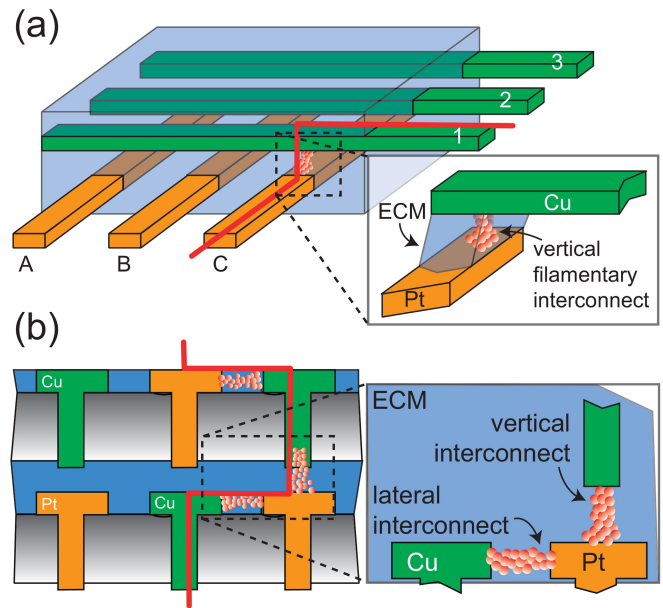 (a)
3
2
1
A
B
C
ECM
Cu
Pt
vertical
filamentary
interconnect
(b)
Cu
Pt
Cu
ECM
vertical
interconnect
lateral
interconnect
Cu
Pt